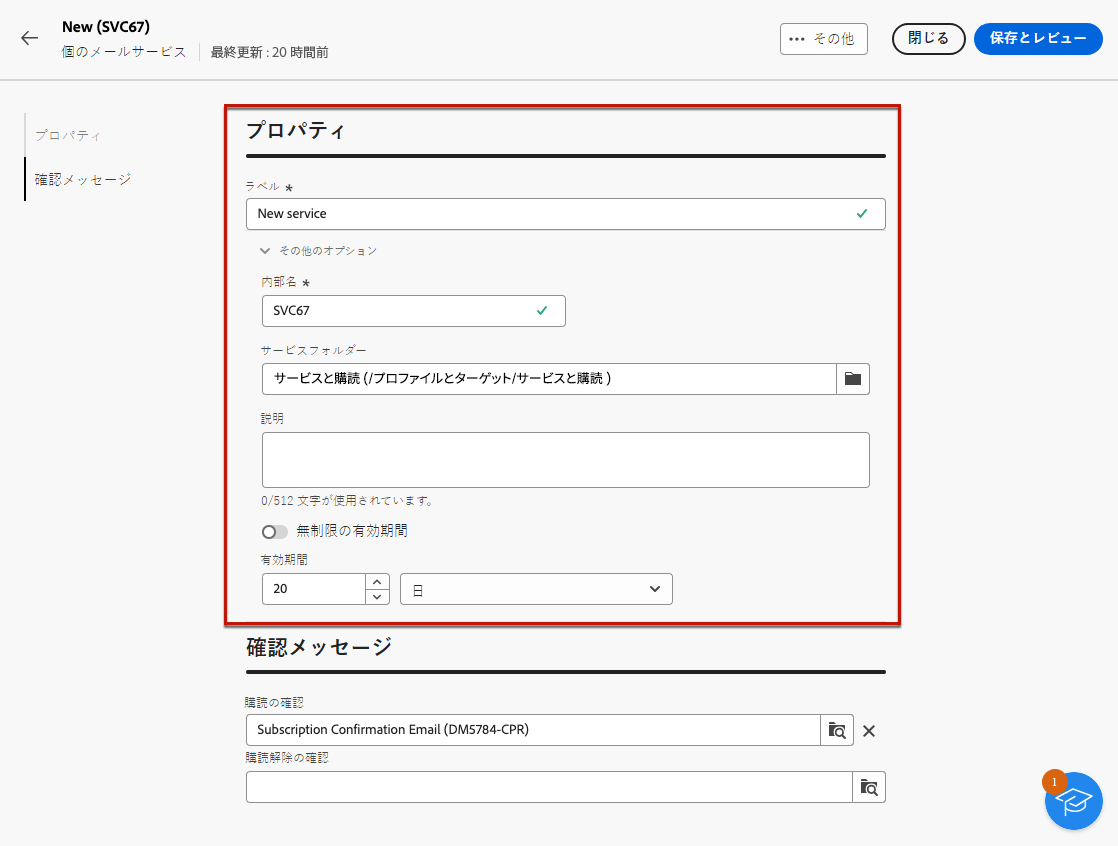 New (SVC67)
個のメールサービス 最終更新 : 20 時間前
••• その他
閉じる
保存とレビュー
プロパティ
確認メッセージ
プロパティ
ラベル *
New service
その他のオプション
内部名 *
SVC67
サービスフォルダー
サービスと購読 (/プロファイルとターゲット/サービスと購読 )
説明
0/512 文字が使用されています。
無制限の有効期間
有効期間
20 日
確認メッセージ
購読の確認
Subscription Confirmation Email (DM5784-CPR)
購読解除の確認
1